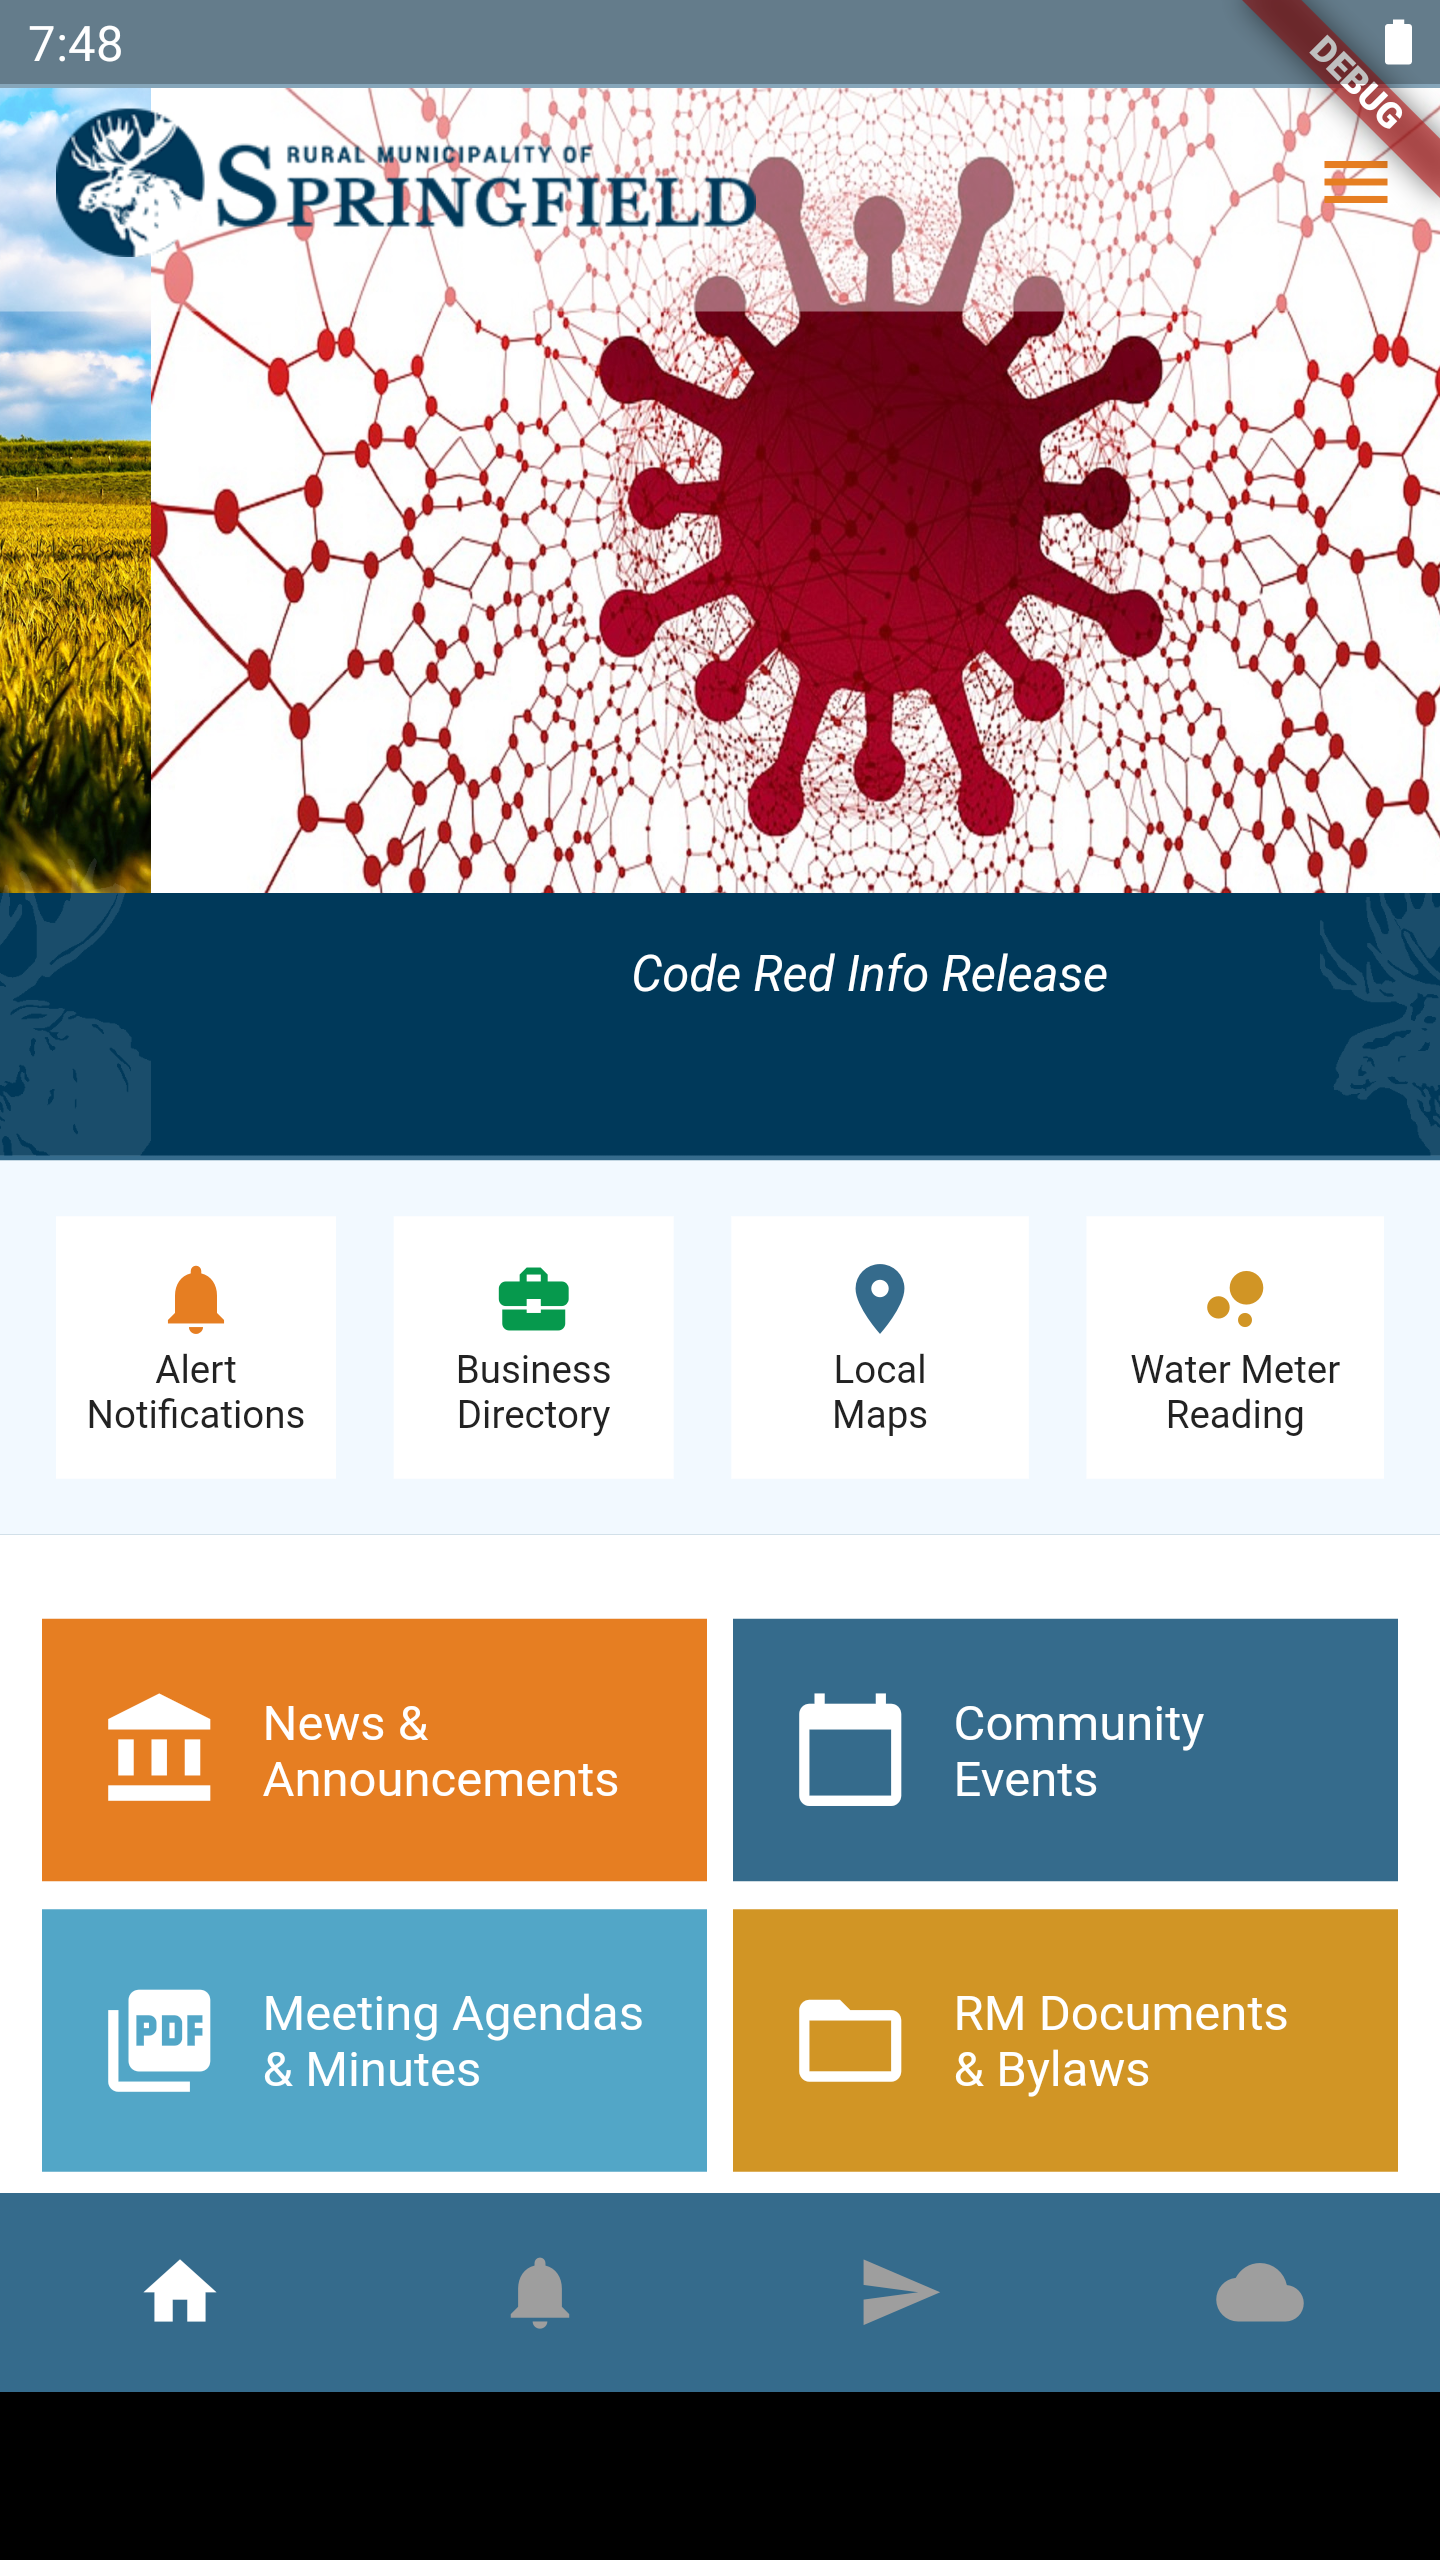 7:48
DEBUG
RURAL MUNICIPALITY OF
SPRINGFIELD
Code Red Info Release
Alert
Notifications
Business
Directory
Local
Maps
Water Meter
Reading
News &
Announcements
Community
Events
PDF
Meeting Agendas
& Minutes
RM Documents
& Bylaws